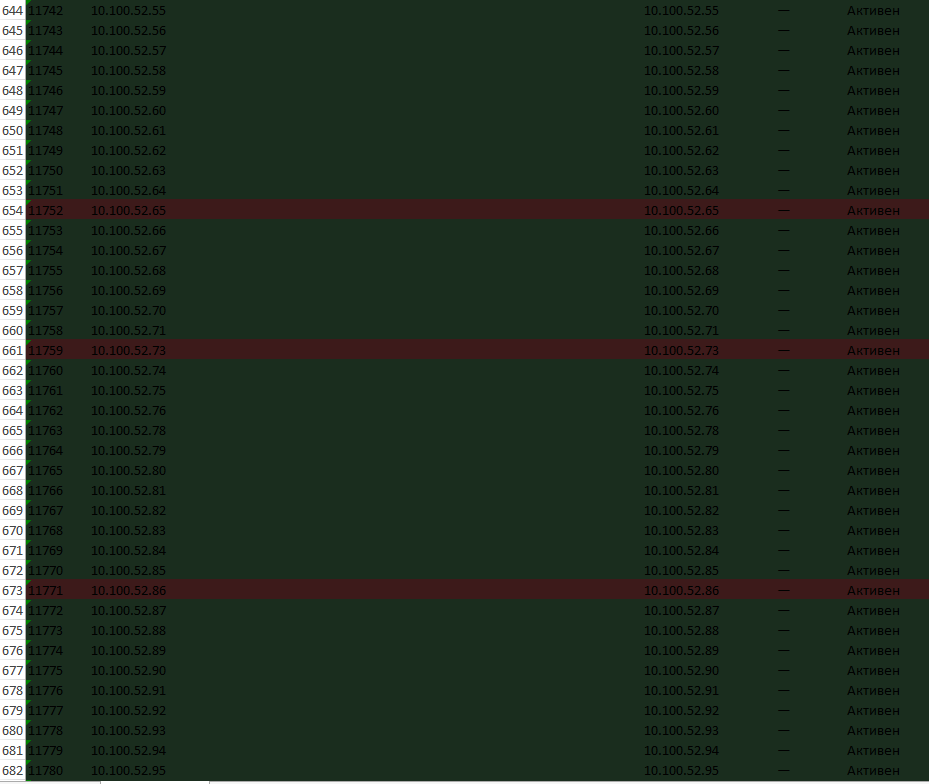 644 11742 10.100.52.55 10.100.52.55 — Активен
645 11743 10.100.52.56 10.100.52.56 — Активен
646 11744 10.100.52.57 10.100.52.57 — Активен
647 11745 10.100.52.58 10.100.52.58 — Активен
648 11746 10.100.52.59 10.100.52.59 — Активен
649 11747 10.100.52.60 10.100.52.60 — Активен
650 11748 10.100.52.61 10.100.52.61 — Активен
651 11749 10.100.52.62 10.100.52.62 — Активен
652 11750 10.100.52.63 10.100.52.63 — Активен
653 11751 10.100.52.64 10.100.52.64 — Активен
654 11752 10.100.52.65 10.100.52.65 — Активен
655 11753 10.100.52.66 10.100.52.66 — Активен
656 11754 10.100.52.67 10.100.52.67 — Активен
657 11755 10.100.52.68 10.100.52.68 — Активен
658 11756 10.100.52.69 10.100.52.69 — Активен
659 11757 10.100.52.70 10.100.52.70 — Активен
660 11758 10.100.52.71 10.100.52.71 — Активен
661 11759 10.100.52.73 10.100.52.73 — Активен
662 11760 10.100.52.74 10.100.52.74 — Активен
663 11761 10.100.52.75 10.100.52.75 — Активен
664 11762 10.100.52.76 10.100.52.76 — Активен
665 11763 10.100.52.78 10.100.52.78 — Активен
666 11764 10.100.52.79 10.100.52.79 — Активен
667 11765 10.100.52.80 10.100.52.80 — Активен
668 11766 10.100.52.81 10.100.52.81 — Активен
669 11767 10.100.52.82 10.100.52.82 — Активен
670 11768 10.100.52.83 10.100.52.83 — Активен
671 11769 10.100.52.84 10.100.52.84 — Активен
672 11770 10.100.52.85 10.100.52.85 — Активен
673 11771 10.100.52.86 10.100.52.86 — Активен
674 11772 10.100.52.87 10.100.52.87 — Активен
675 11773 10.100.52.88 10.100.52.88 — Активен
676 11774 10.100.52.89 10.100.52.89 — Активен
677 11775 10.100.52.90 10.100.52.90 — Активен
678 11776 10.100.52.91 10.100.52.91 — Активен
679 11777 10.100.52.92 10.100.52.92 — Активен
680 11778 10.100.52.93 10.100.52.93 — Активен
681 11779 10.100.52.94 10.100.52.94 — Активен
682 11780 10.100.52.95 10.100.52.95 — Активен